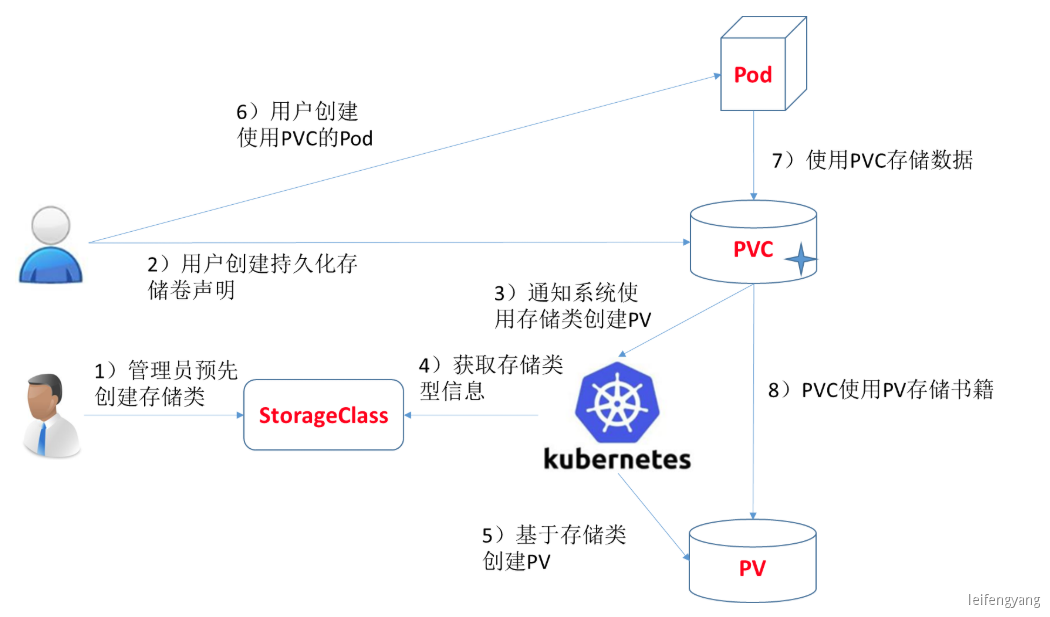 Pod
6）用户创建
使用PVC的Pod
7）使用PVC存储数据
PVC
2）用户创建持久化存
储卷声明
3）通知系统使
用存储类创建PV
1）管理员预先
创建存储类
4）获取存储类
型信息
StorageClass
8）PVC使用PV存储书籍
kubernetes
5）基于存储类
创建PV
PV
leifengyang